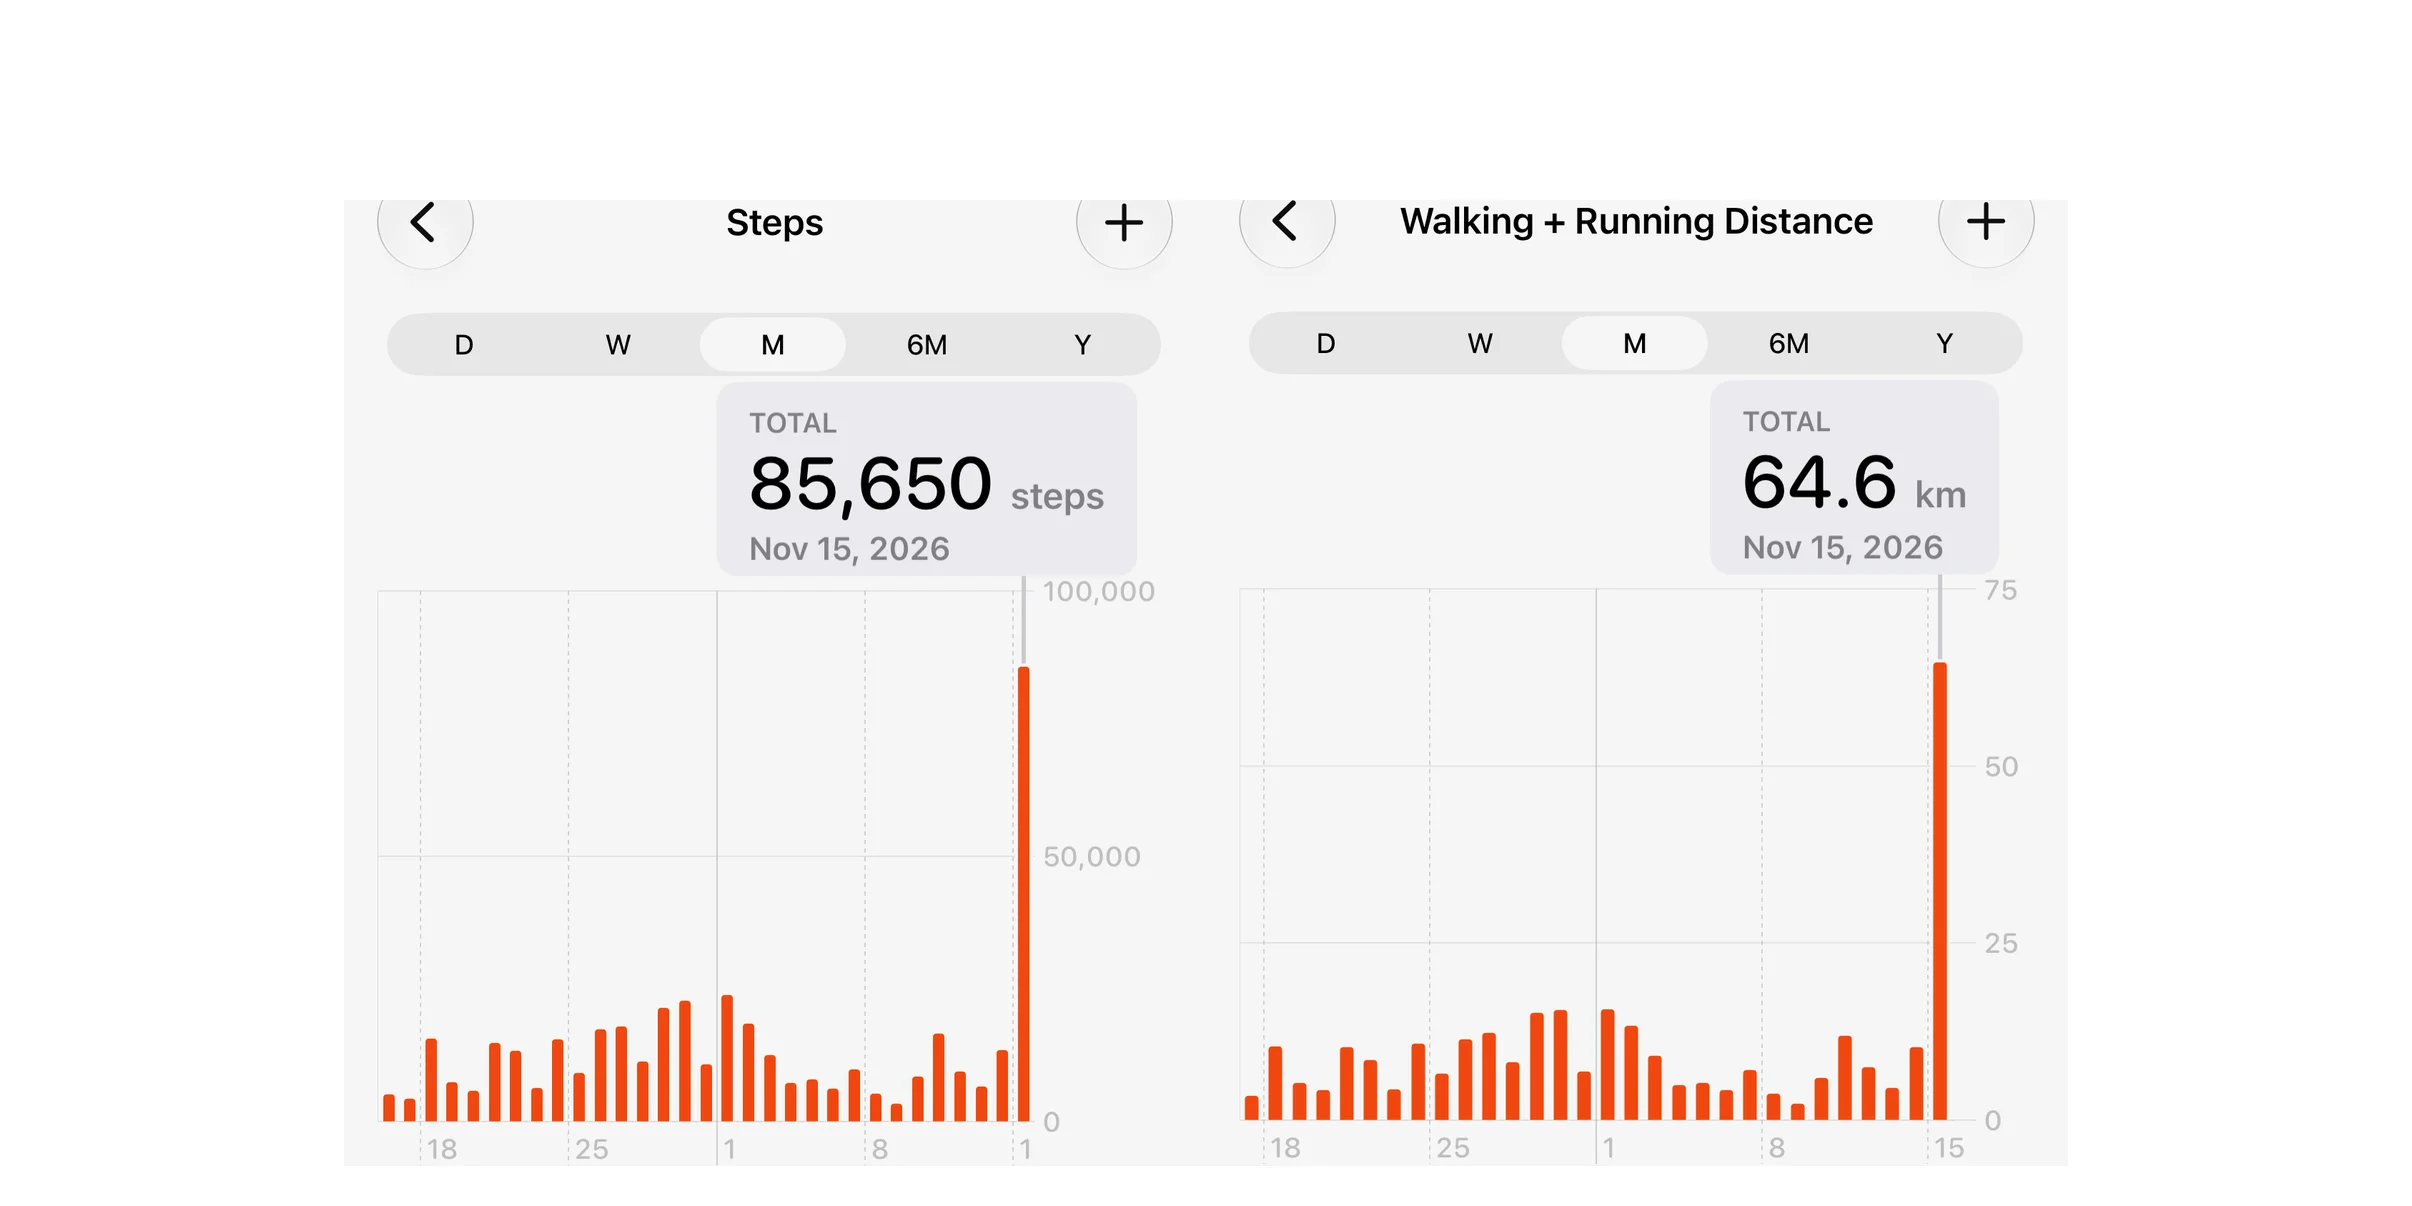 Steps
D W M 6M Y
TOTAL
85,650 steps
Nov 15, 2026
100,000
50,000
0
18 25 1 8 1
Walking + Running Distance
D W M 6M Y
TOTAL
64.6 km
Nov 15, 2026
75
50
25
0
18 25 1 8 15